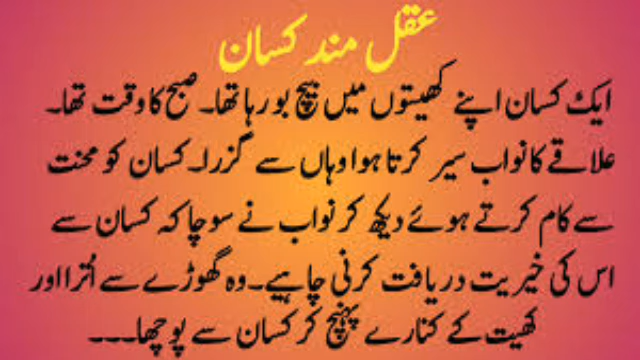 عقل مند کسان
ایک کسان اپنے کھیتوں میں بیچ بو رہا تھا۔ صبح کا وقت تھا۔
علاقے کا نواب سیر کرتا ہوا وہاں سے گزرا۔ کسان کو محنت
سے کام کرتے ہوئے دیکھ کر نواب نے سوچا کہ کسان سے
اس کی خیریت دریافت کرنی چاہیے۔ وہ گھوڑے سے اُترا اور
کھیت کے کنارے پہنچ کر کسان سے پوچھا۔۔۔